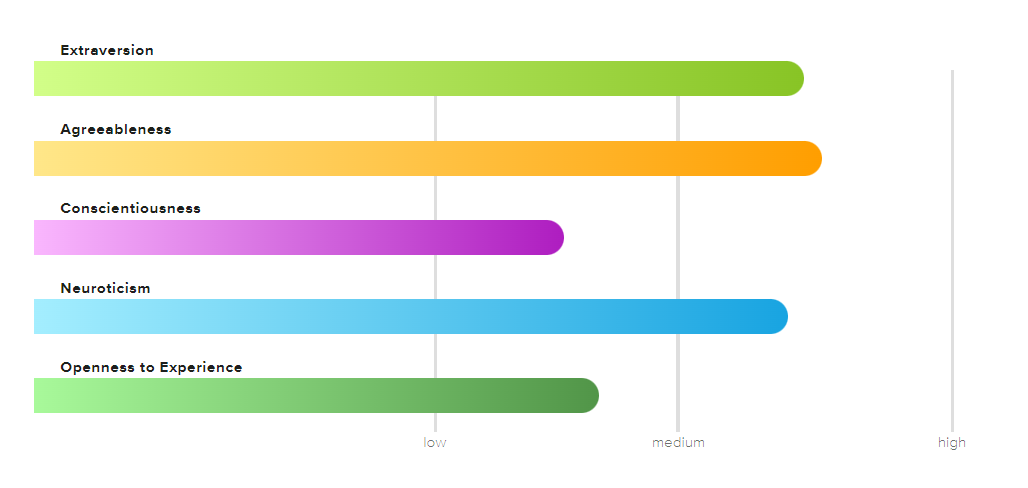 Extraversion
Agreeableness
Conscientiousness
Neuroticism
Openness to Experience
low medium high